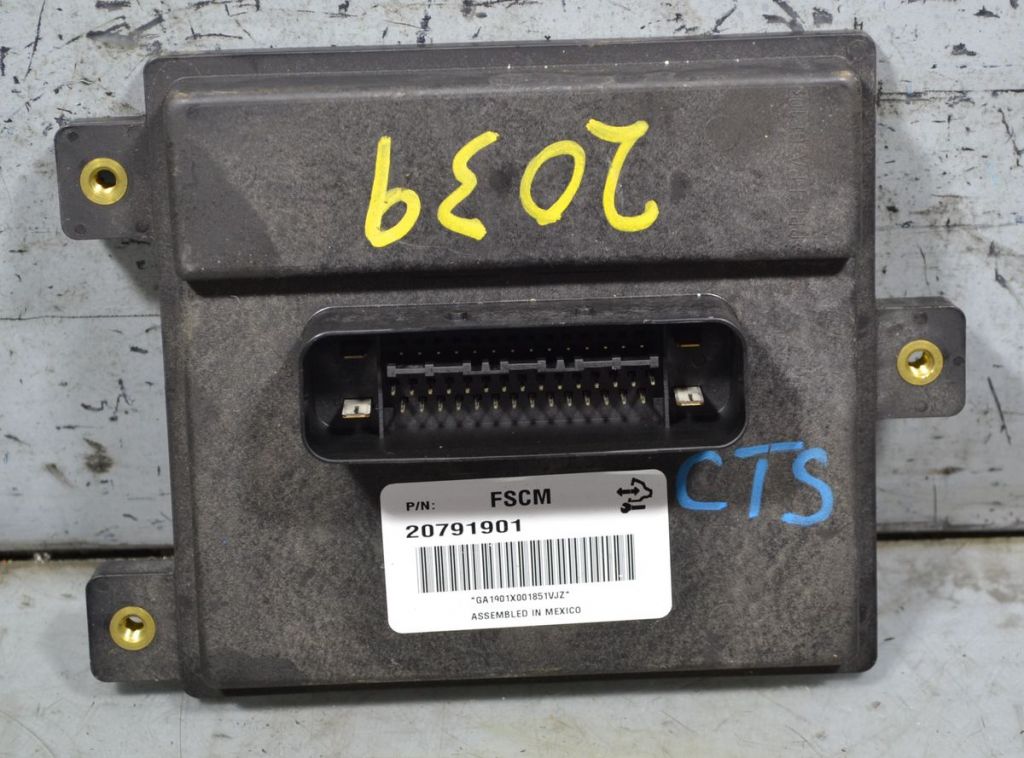 2039
CTS
P/N: FSCM
20791901
*GA1901X001851VJZ*
ASSEMBLED IN MEXICO